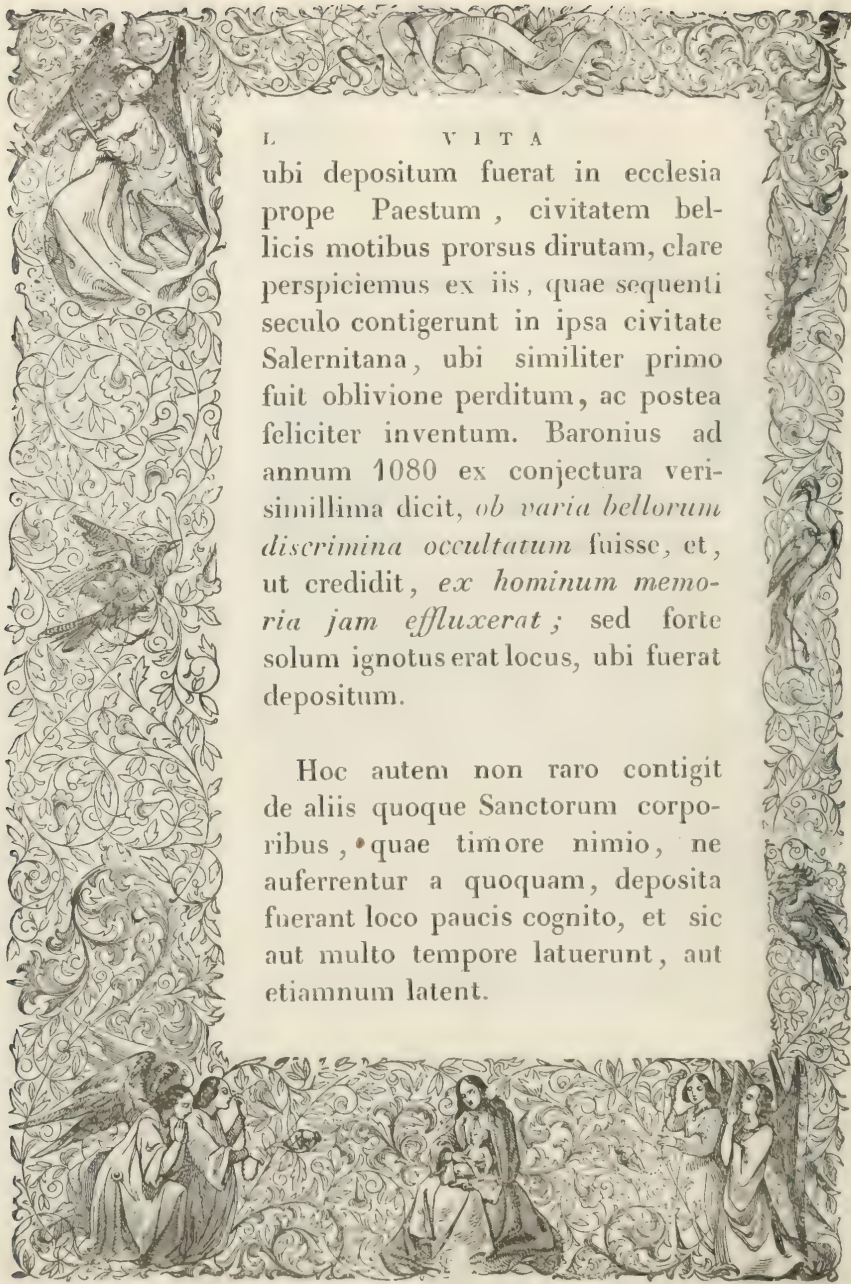 L VITA
ubi depositum fuerat in ecclesia
prope Paestum , civitatem bel-
licis motibus prorsus dirutam, clare
perspiciemus ex iis, quae sequenti
seculo contigerunt in ipsa civitate
Salernitana, ubi similiter primo
fuit oblivione perditum, ac postea
feliciter inventum. Baronius ad
annum 1080 ex conjectura veri-
simillima dicit, ob varia bellorum
discrimina occultatum fuisse, et,
ut credidit, ex hominum memo-
ria jam effluxerat ; sed forte
solum ignotus erat locus, ubi fuerat
depositum.
Hoc autem non raro contigit
de aliis quoque Sanctorum corpo-
ribus , quae timore nimio, ne
auferrentur a quoquam, deposita
fuerant loco paucis cognito, et sic
aut multo tempore latuerunt, aut
etiamnum latent.